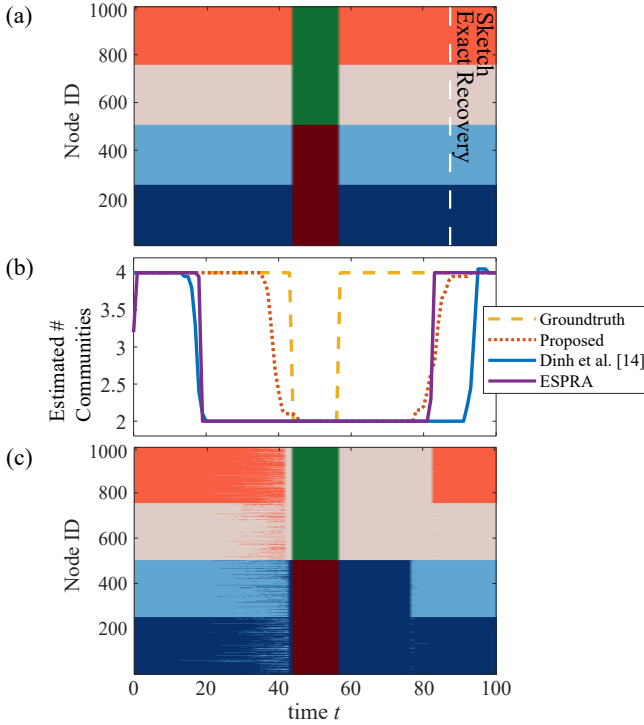 (a)
1000
800
600
400
200
Node ID
Sketch
Exact Recovery
(b)
4
3.5
3
2.5
2
Estimated #
Communities
Groundtruth
Proposed
Dinh et al. [14]
ESPRA
(c)
1000
800
600
400
200
Node ID
0 20 40 60 80 100
time t